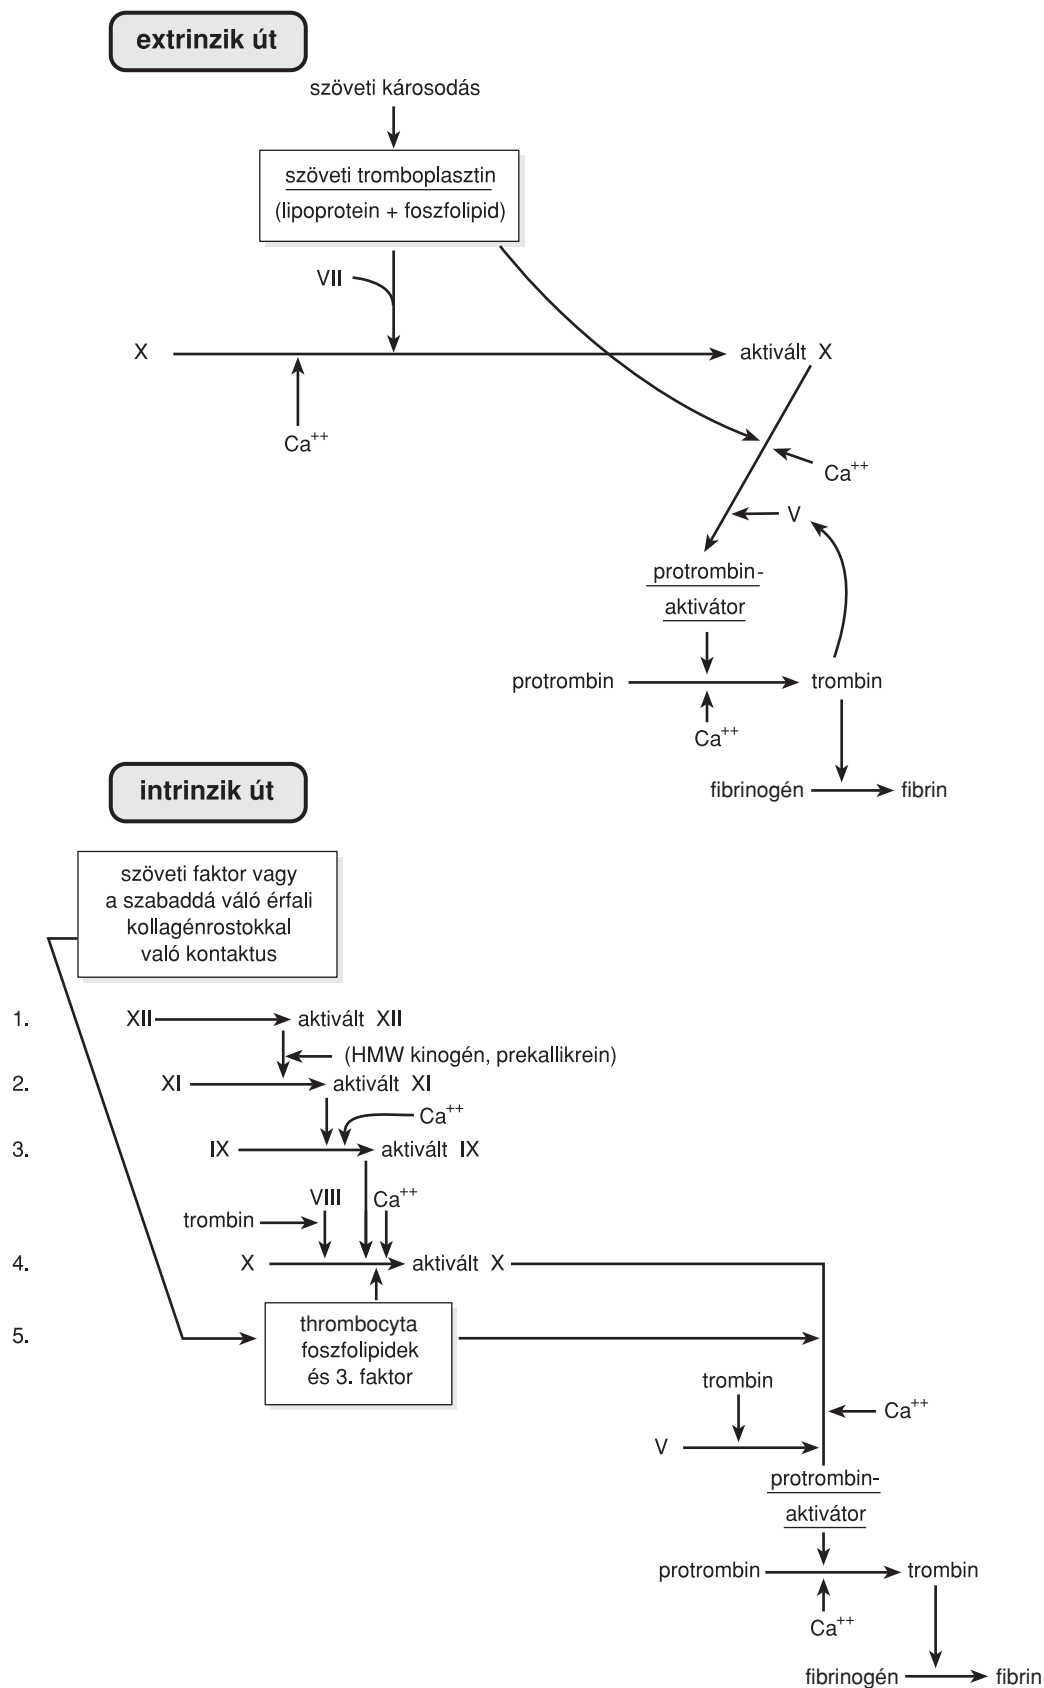 extrinzik út
szöveti károsodás
szöveti tromboplasztin
(lipoprotein + foszfolipid)
VII
X
aktivált X
Ca++
Ca++
V
protrombin-
aktivátor
protrombin
trombin
Ca++
fibrinogén
fibrin
intrinzik út
szöveti faktor vagy
a szabaddá váló érfali
kollagénrostokkal
való kontaktus
1.
XII
aktivált XII
(HMW kinogén, prekallikrein)
2.
XI
aktivált XI
Ca++
3.
IX
aktivált IX
VIII
Ca++
trombin
4.
X
aktivált X
5.
thrombocyta
foszfolipidek
és 3. faktor
trombin
Ca++
V
protrombin-
aktivátor
protrombin
trombin
Ca++
fibrinogén
fibrin